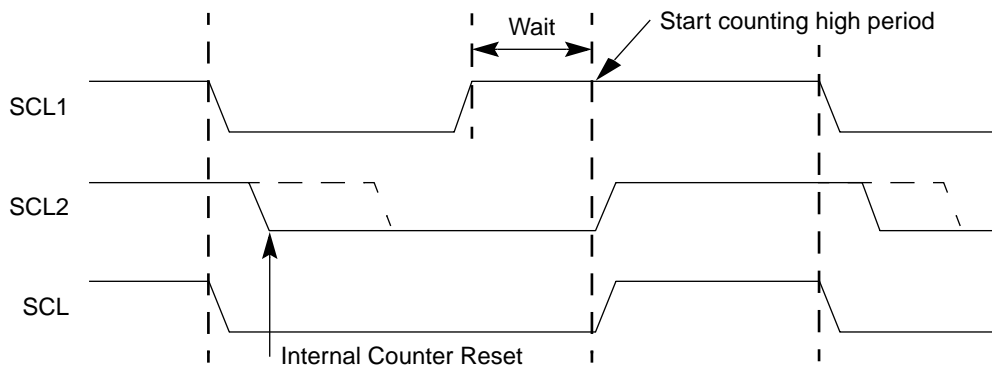 Start counting high period
Wait
SCL1
SCL2
SCL
Internal Counter Reset